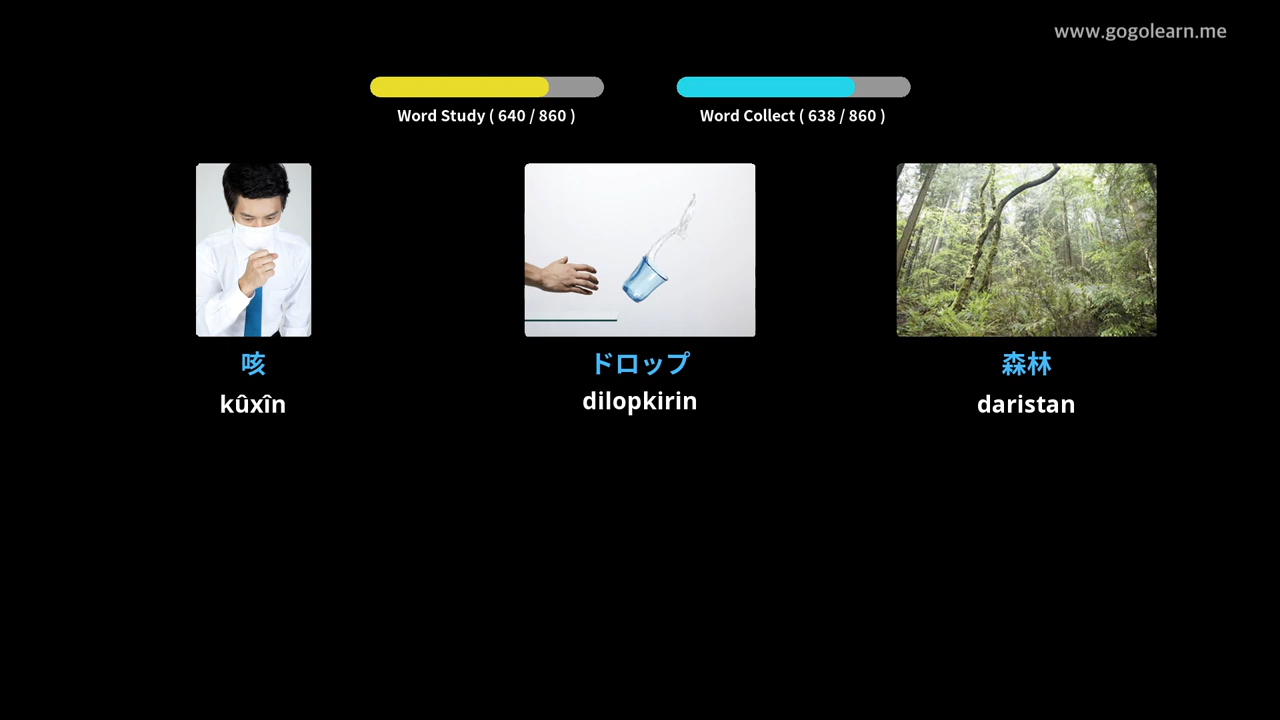 www.gogolearn.me
Word Study ( 640 / 860 )
Word Collect ( 638 / 860 )
咳
ドロップ
森林
kûxîn
dilopkirin
daristan